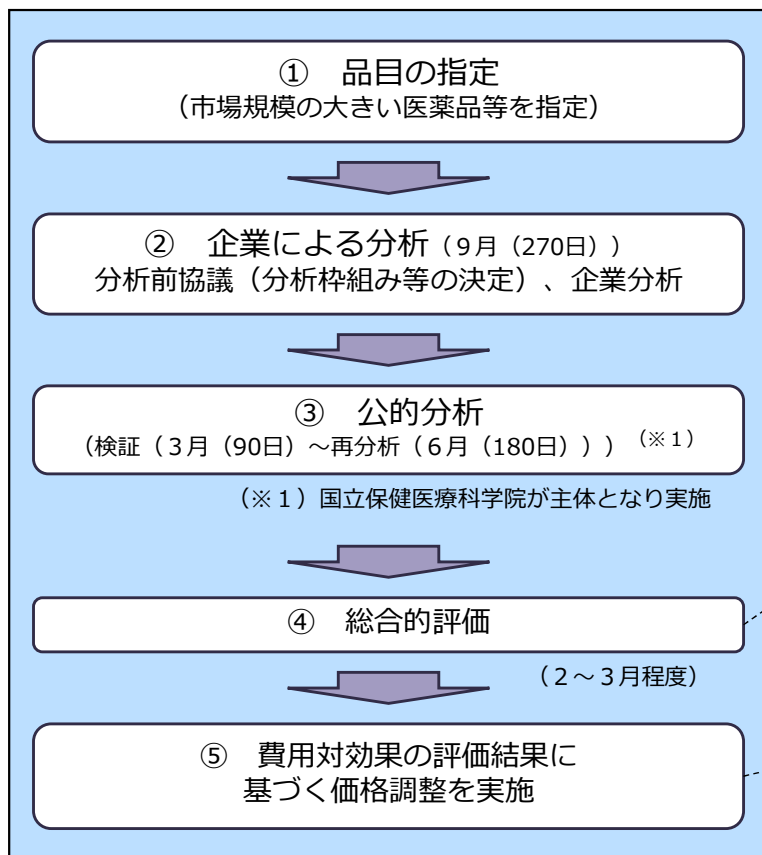 ① 品目の指定
（市場規模の大きい医薬品等を指定）
② 企業による分析（９月（270日））
分析前協議（分析枠組み等の決定）、企業分析
③ 公的分析
（検証（３月（90日）～再分析（６月（180日）））（※１）
（※１）国立保健医療科学院が主体となり実施
④ 総合的評価
（２～３月程度）
⑤ 費用対効果の評価結果に
基づく価格調整を実施